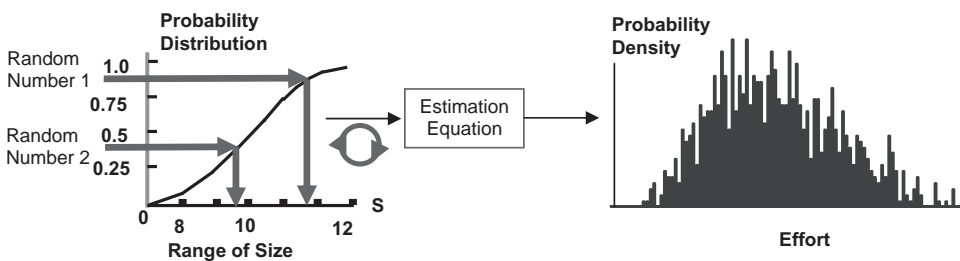 Probability
Distribution
Random
Number 1
1.0
0.75
Random
Number 2
0.5
0.25
0
8
10
12
S
Range of Size
Estimation
Equation
Probability
Density
Effort